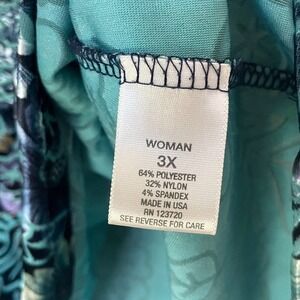 WOMAN
3X
64% POLYESTER
32% NYLON
4% SPANDEX
MADE IN USA
RN 123720
SEE REVERSE FOR CARE